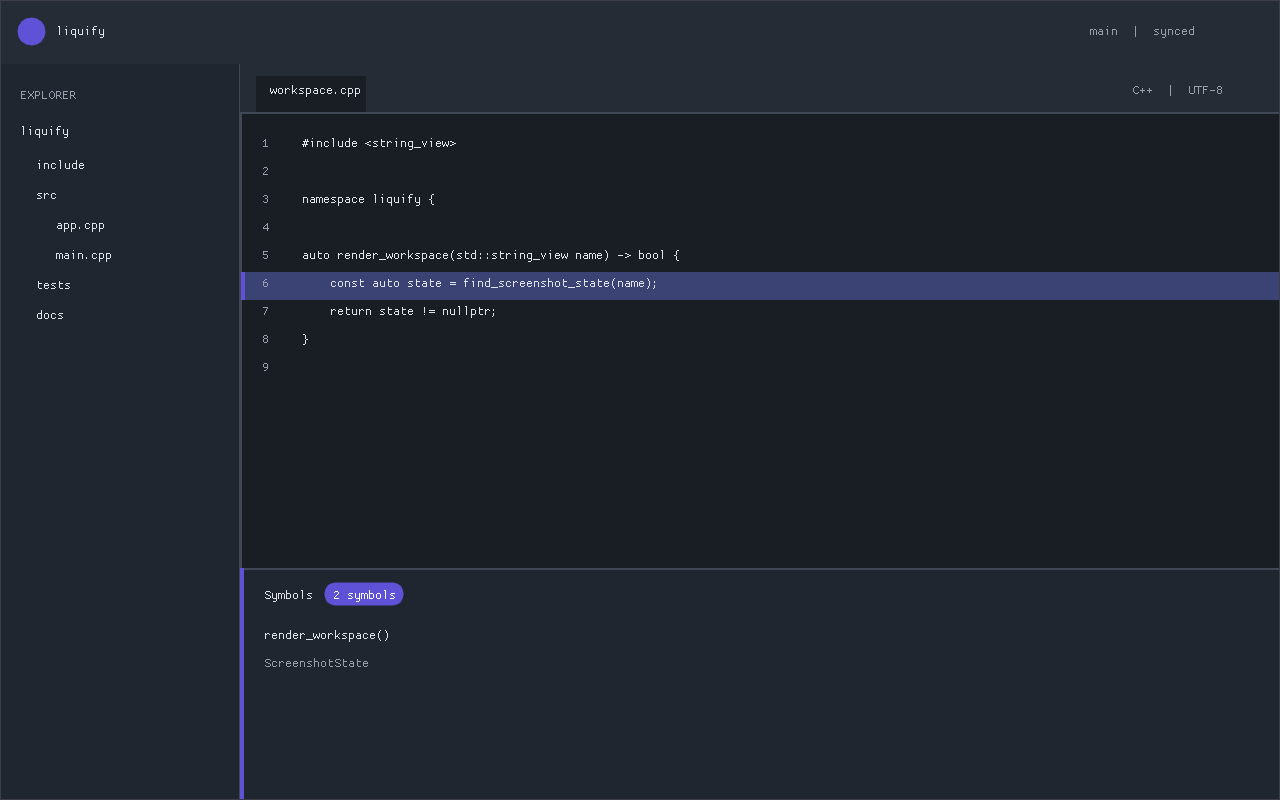 liquify
main | synced
EXPLORER
liquify
include
src
app.cpp
main.cpp
tests
docs
workspace.cpp
C++ | UTF-8
1 #include <string_view>
2
3 namespace liquify {
4
5 auto render_workspace(std::string_view name) -> bool {
6     const auto state = find_screenshot_state(name);
7     return state != nullptr;
8 }
9
Symbols 2 symbols
render_workspace()
ScreenshotState